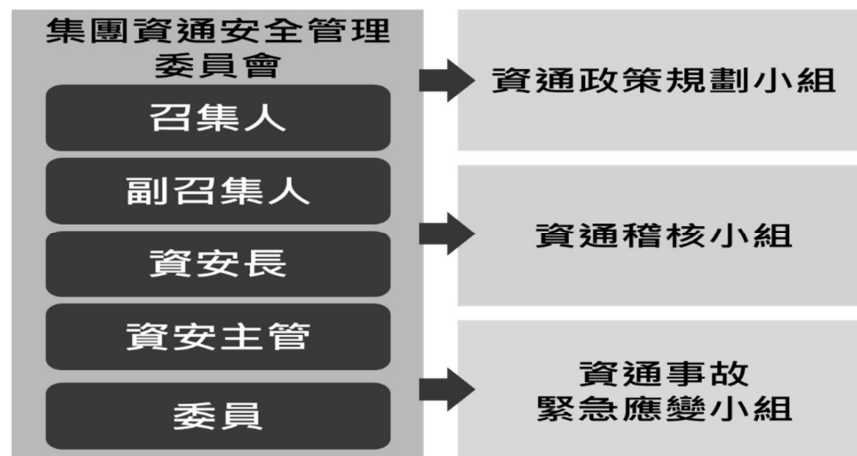 集團資通安全管理
委員會
召集人
副召集人
資安長
資安主管
委員
資通政策規劃小組
資通稽核小組
資通事故
緊急應變小組